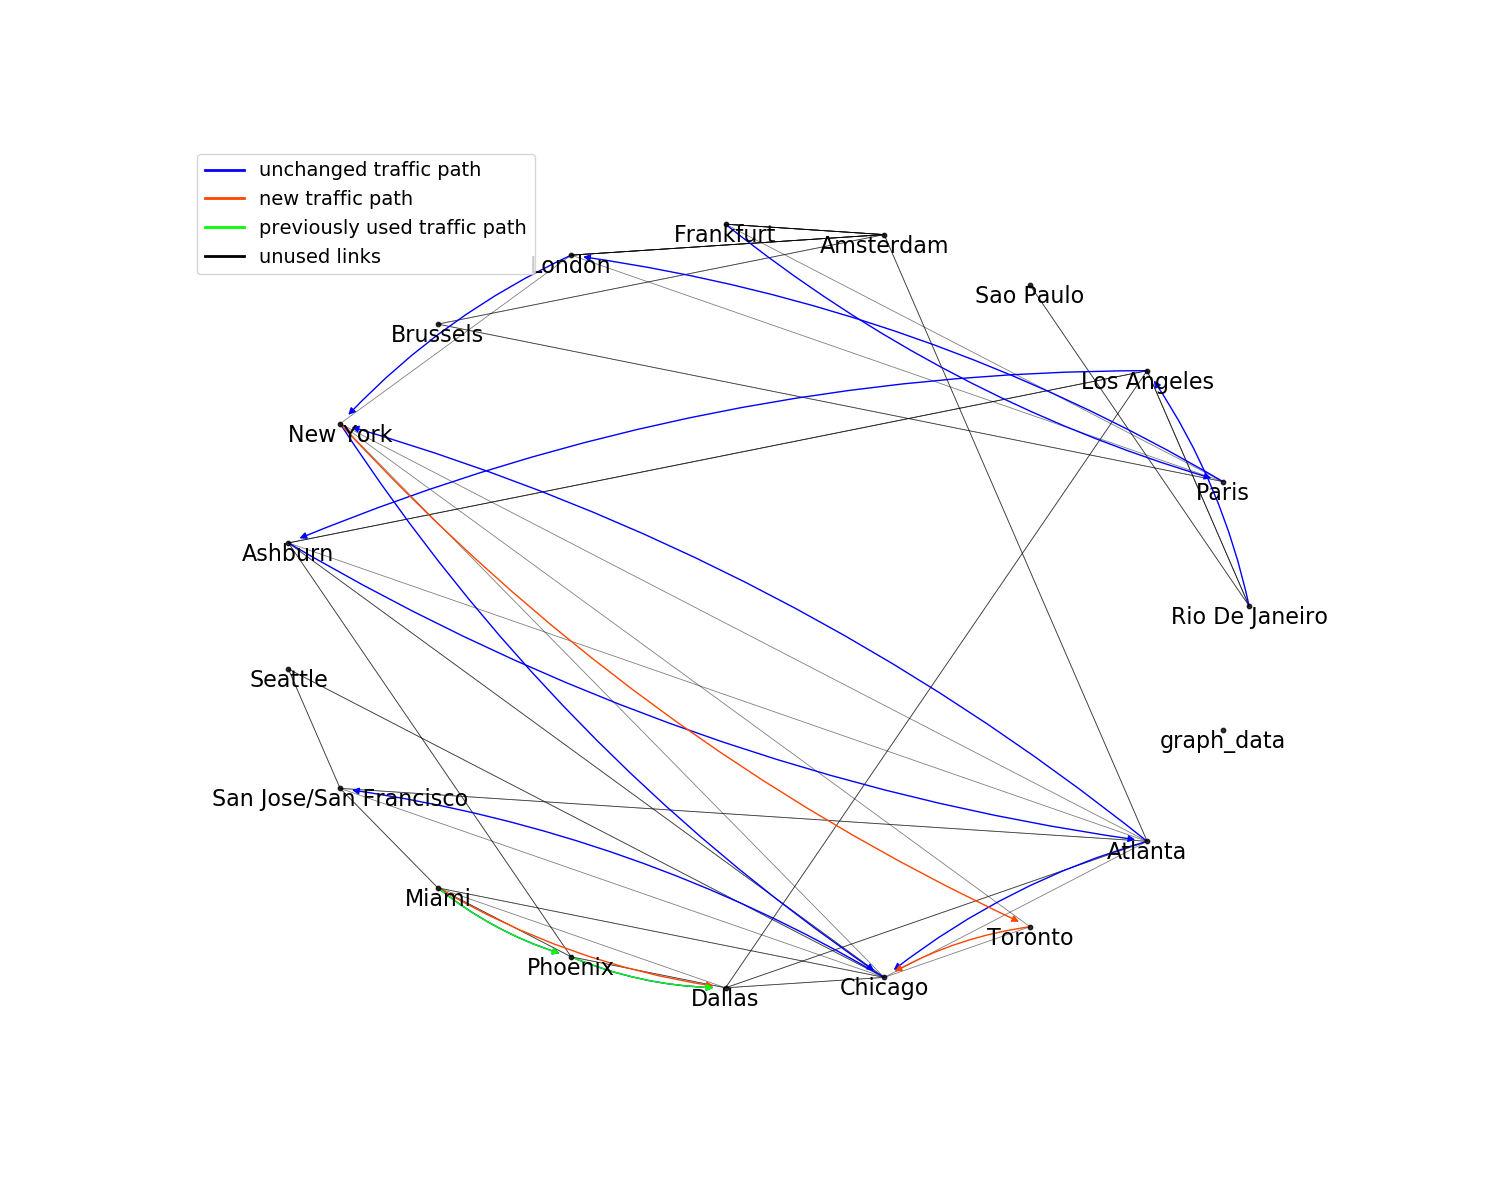 unchanged traffic path
new traffic path
previously used traffic path
unused links
Frankfurt
Amsterdam
London
Sao Paulo
Brussels
Los Angeles
New York
Paris
Ashburn
Rio De Janeiro
Seattle
graph_data
San Jose/San Francisco
Atlanta
Miami
Toronto
Phoenix
Chicago
Dallas